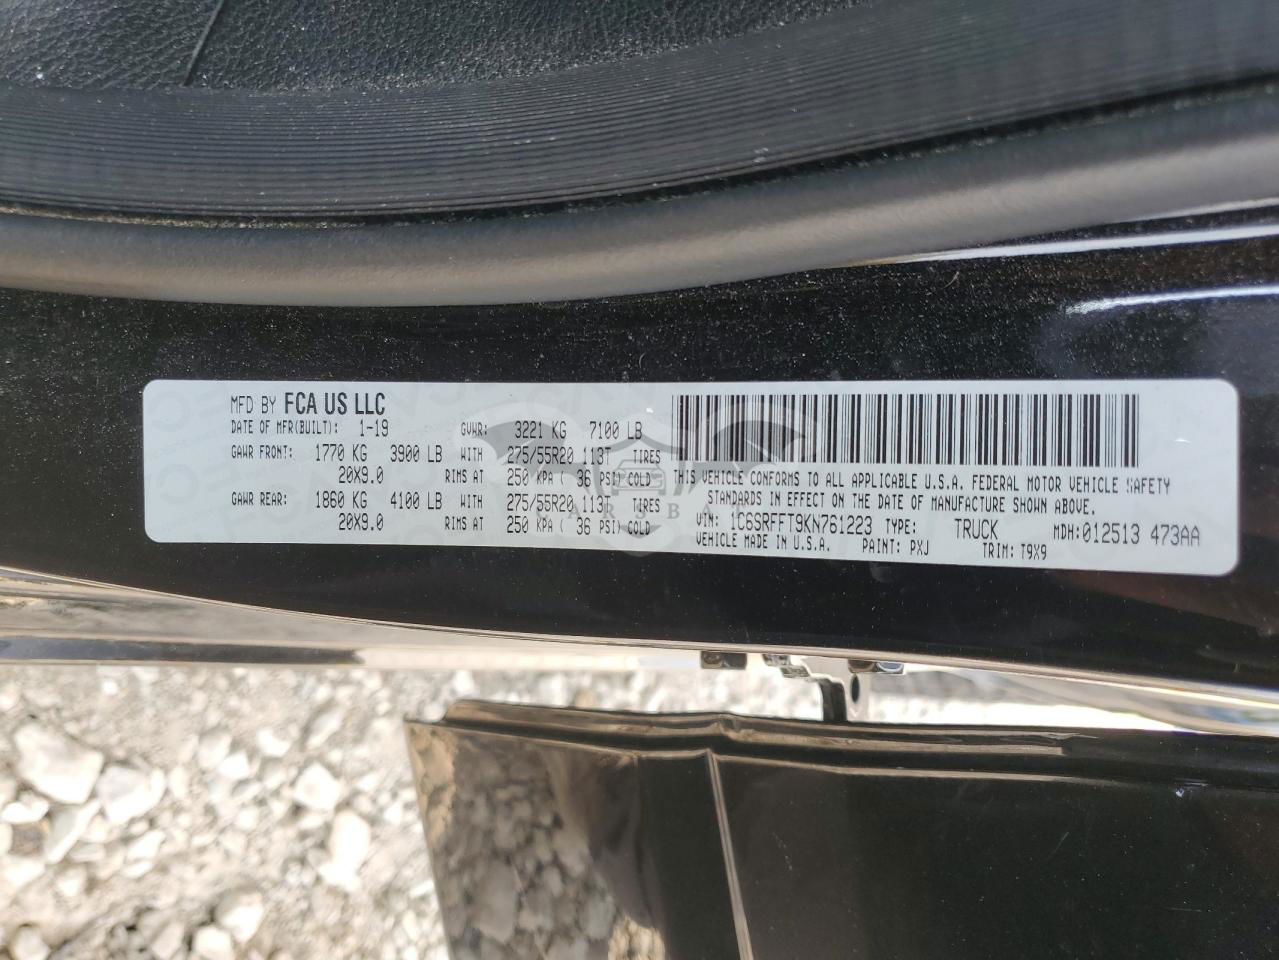 MFD BY FCA US LLC
DATE OF MFR(BUILT): 1-19 GVWR: 3221 KG 7100 LB
GAWR FRONT: 1770 KG 3900 LB WITH 275/55R20 113T TIRES
20X9.0 RIMS AT 250 KPA ( 36 PSI) COLD
GAWR REAR: 1860 KG 4100 LB WITH 275/55R20 113T TIRES
20X9.0 RIMS AT 250 KPA ( 36 PSI) COLD
THIS VEHICLE CONFORMS TO ALL APPLICABLE U.S.A. FEDERAL MOTOR VEHICLE SAFETY
STANDARDS IN EFFECT ON THE DATE OF MANUFACTURE SHOWN ABOVE.
VIN: 1C6SRFFT9KN761223 TYPE: TRUCK MDH:012513 473AA
VEHICLE MADE IN U.S.A. PAINT: PXJ TRIM: T9X9
CARSBAT